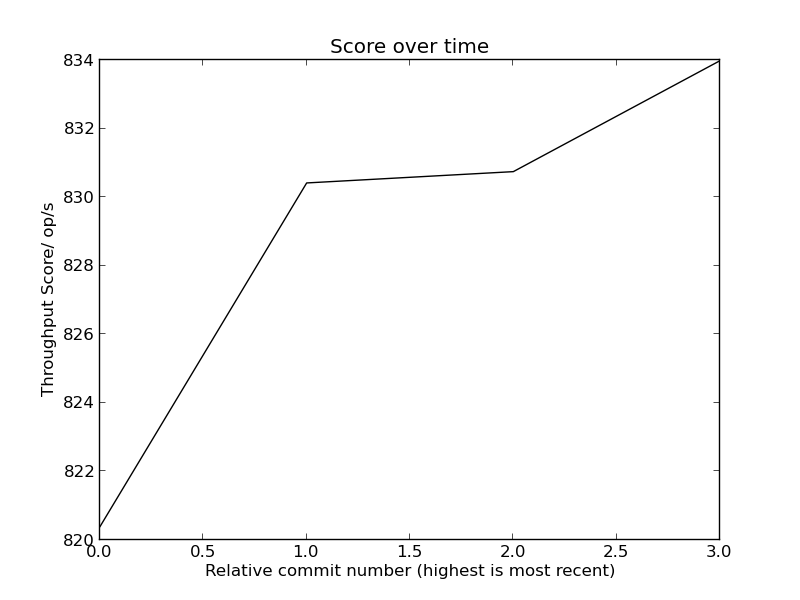 Score over time
834
832
830
828
826
824
822
820
Throughput Score/ op/s
0.0 0.5 1.0 1.5 2.0 2.5 3.0
Relative commit number (highest is most recent)